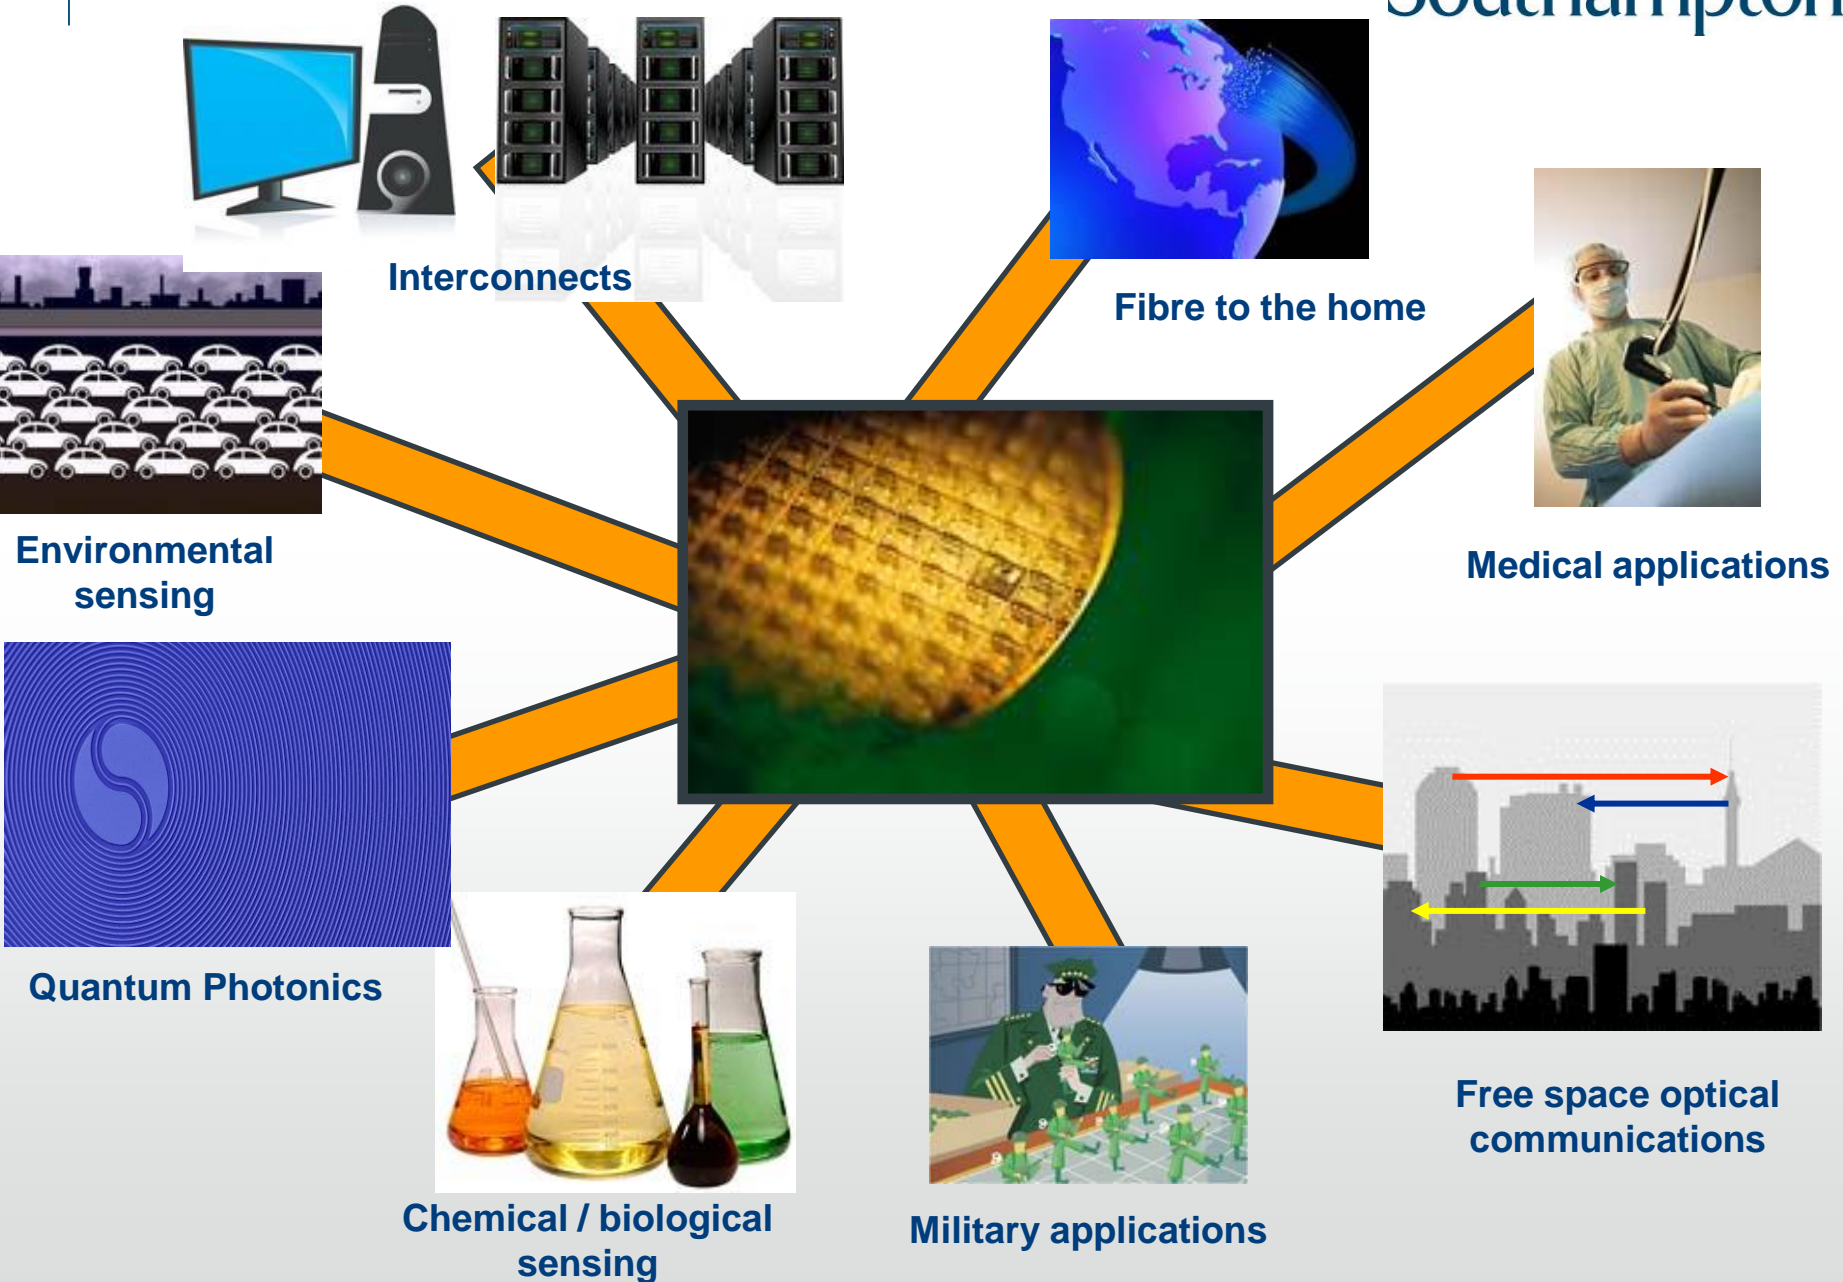 Southampton
Interconnects
Fibre to the home
Medical applications
Environmental
sensing
Quantum Photonics
Free space optical
communications
Chemical / biological
sensing
Military applications